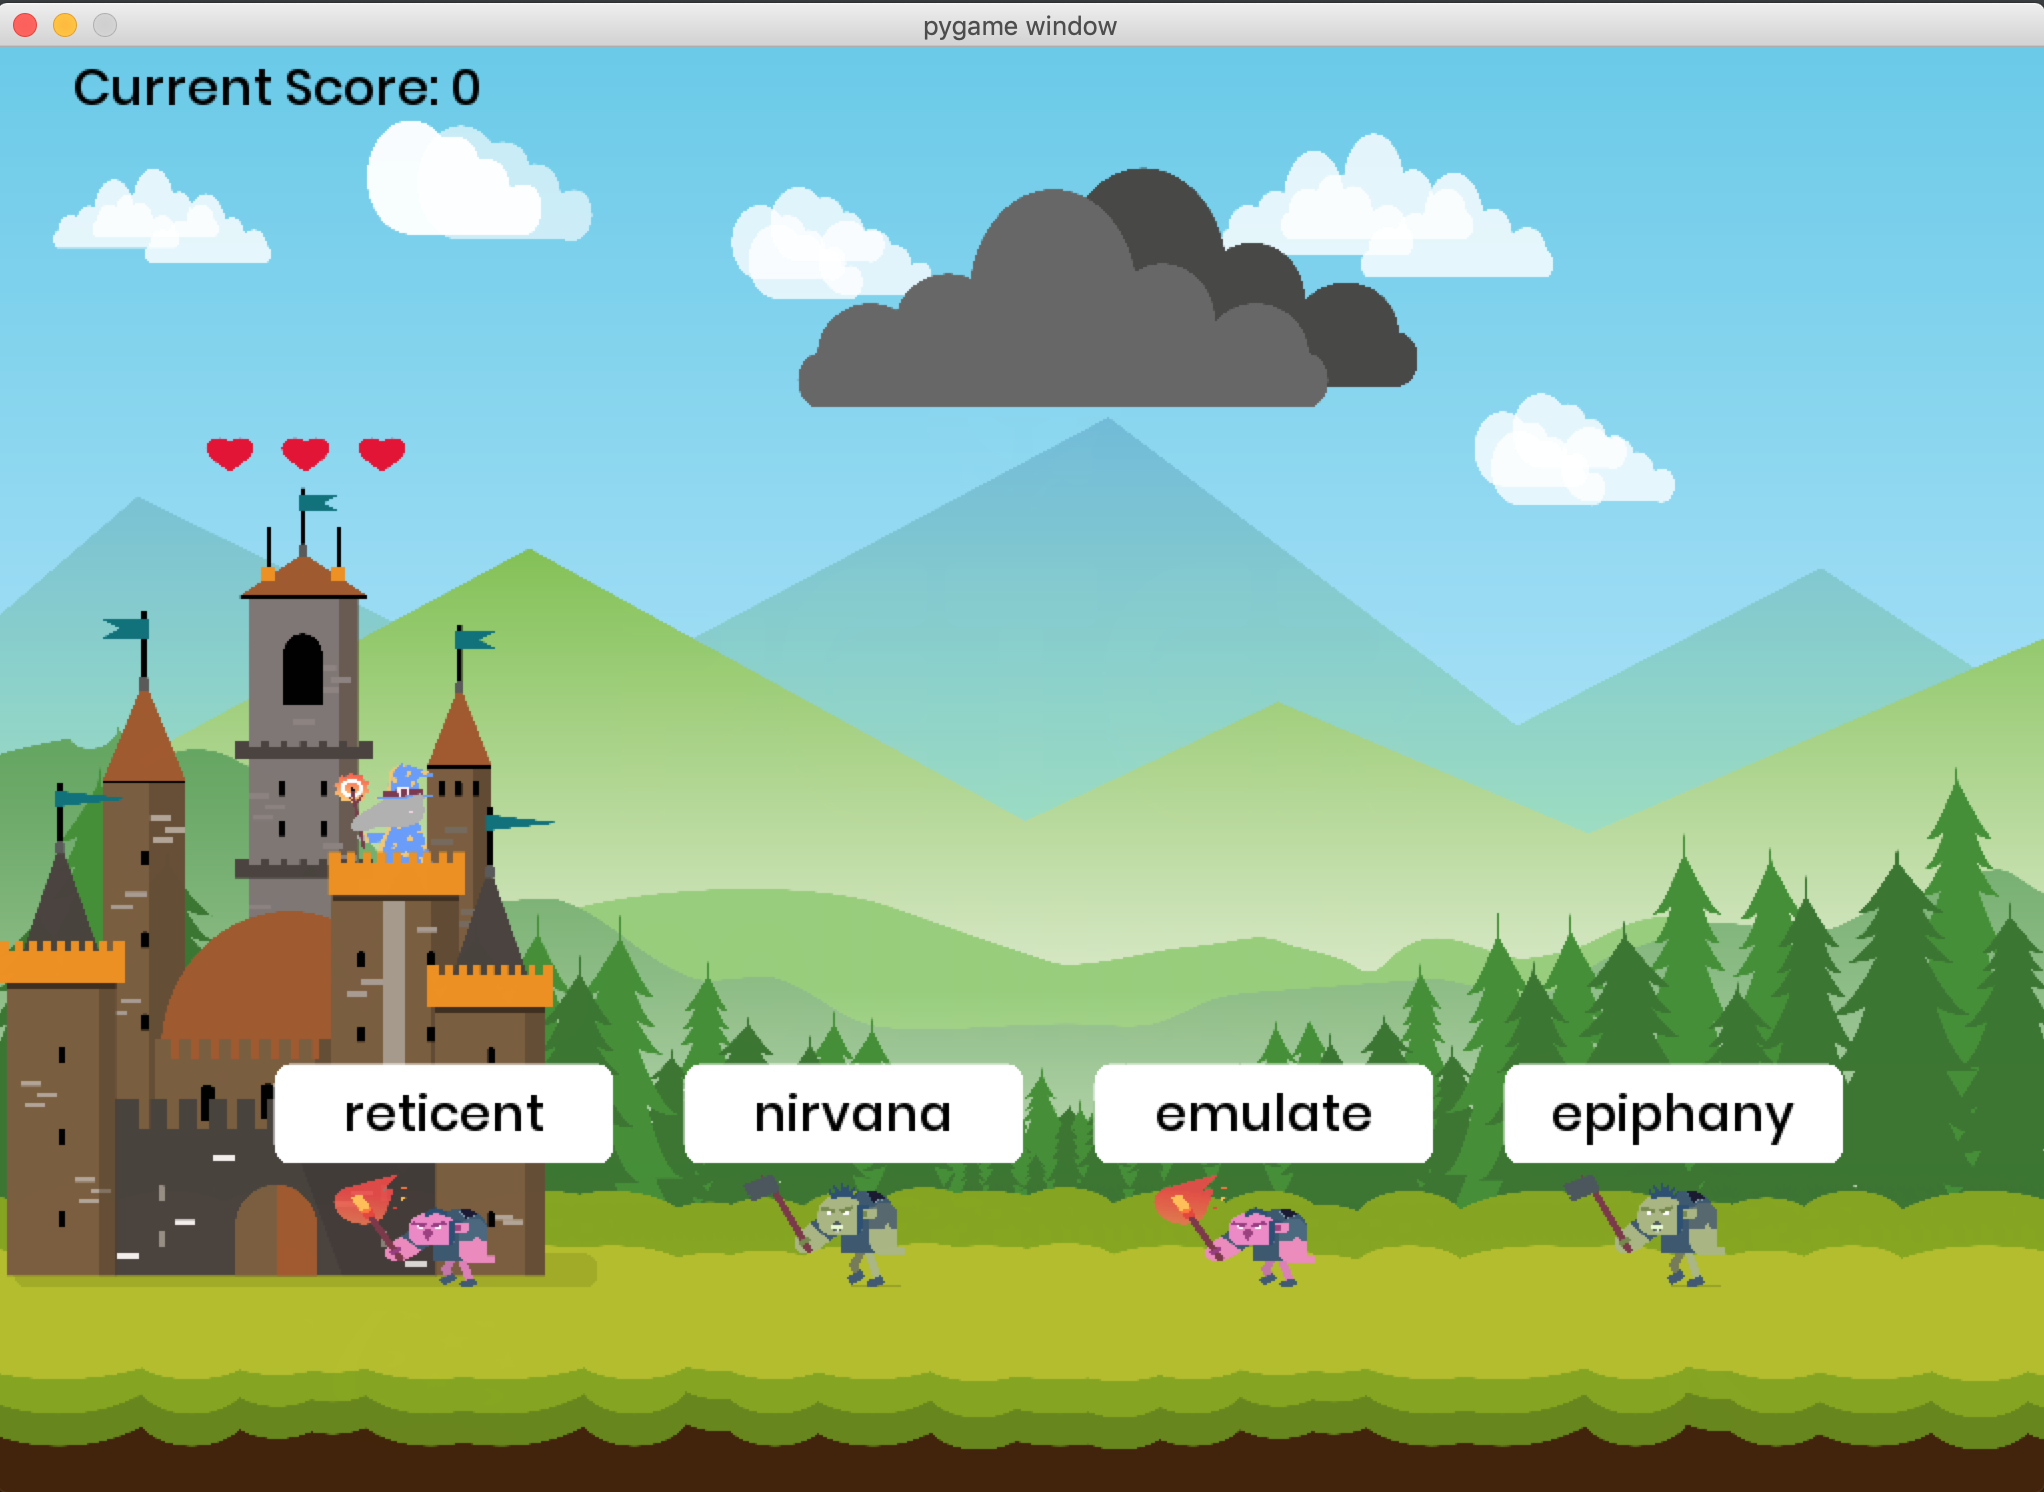 pygame window
Current Score: 0
reticent
nirvana
emulate
epiphany